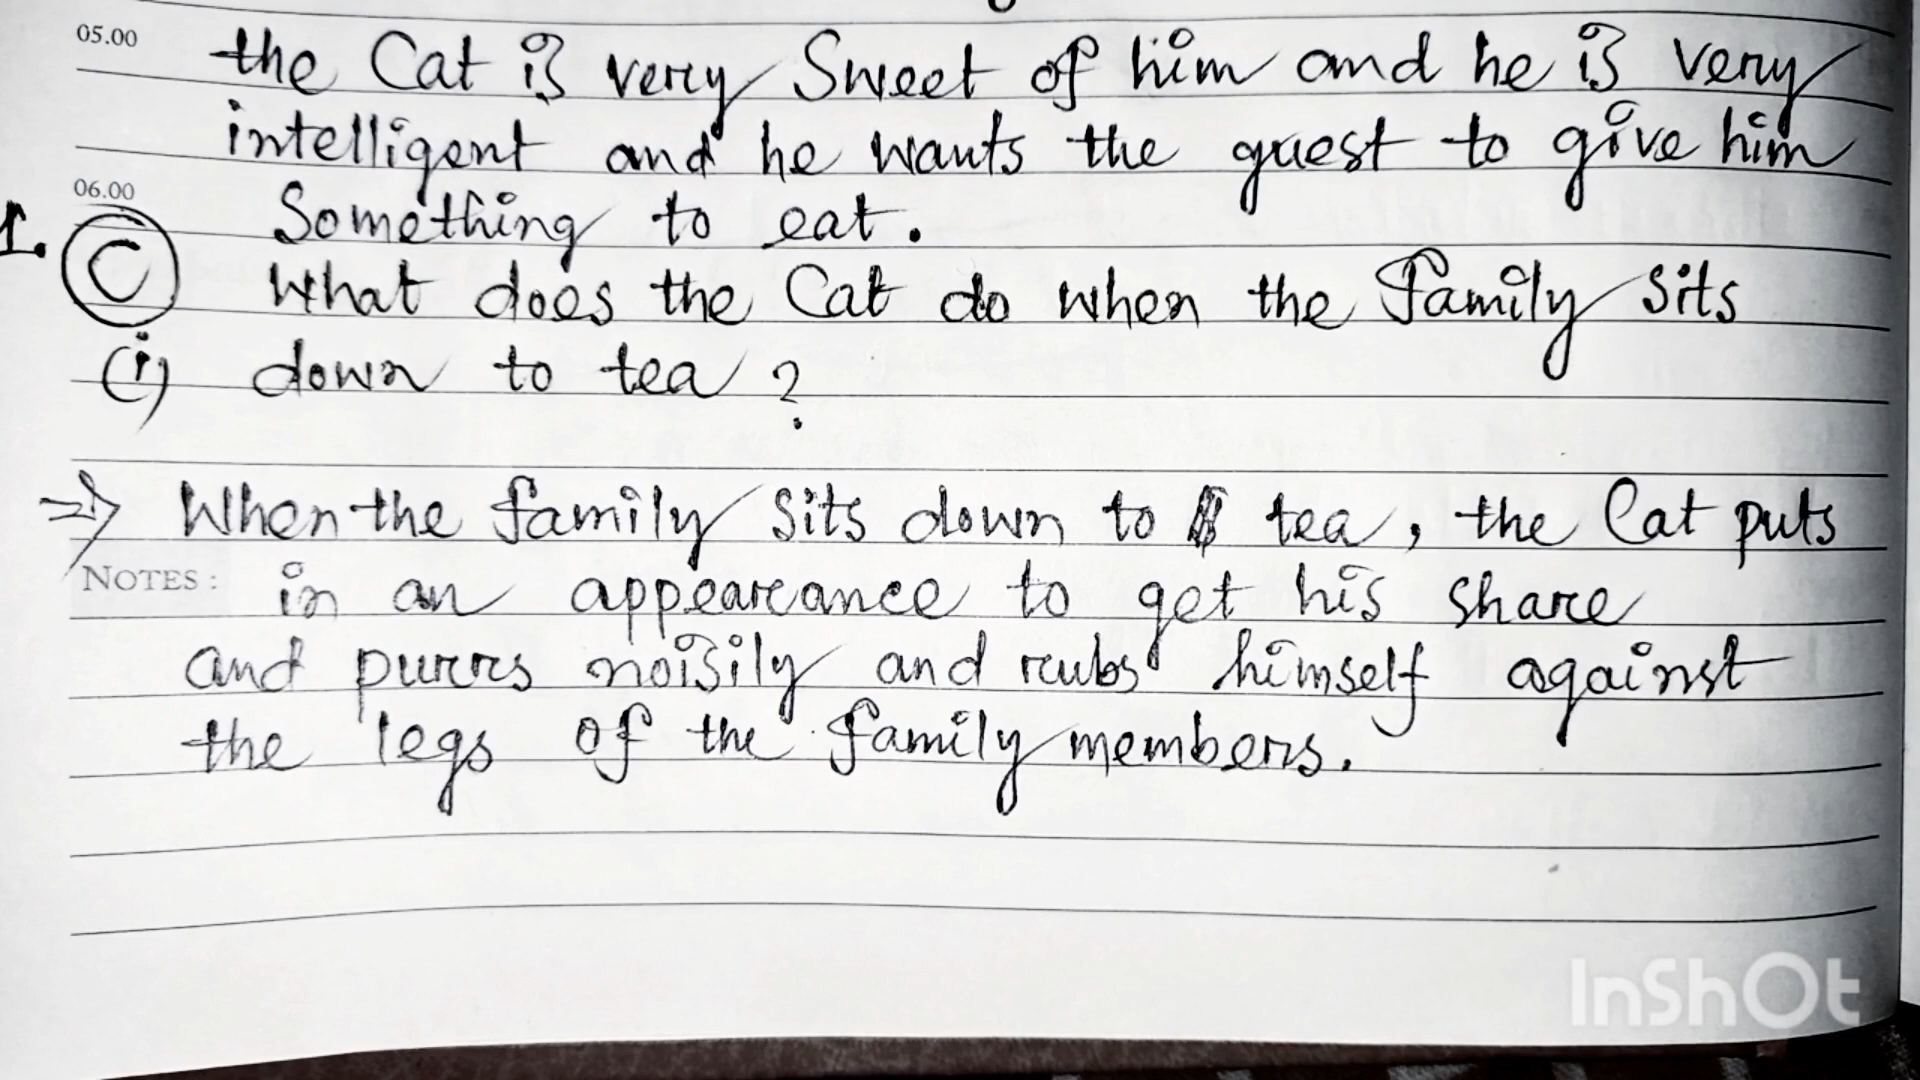 05.00
the Cat is very Sweet of him and he is very
intelligent and he wants the guest to give him
06.00
Something to eat.
1.
C What does the Cat do when the family sits
(i) down to tea?
=> When the family sits down to tea, the Cat puts
NOTES: in an appearance to get his share
and purrs noisily and rubs himself against
the legs of the family members.
InShOt